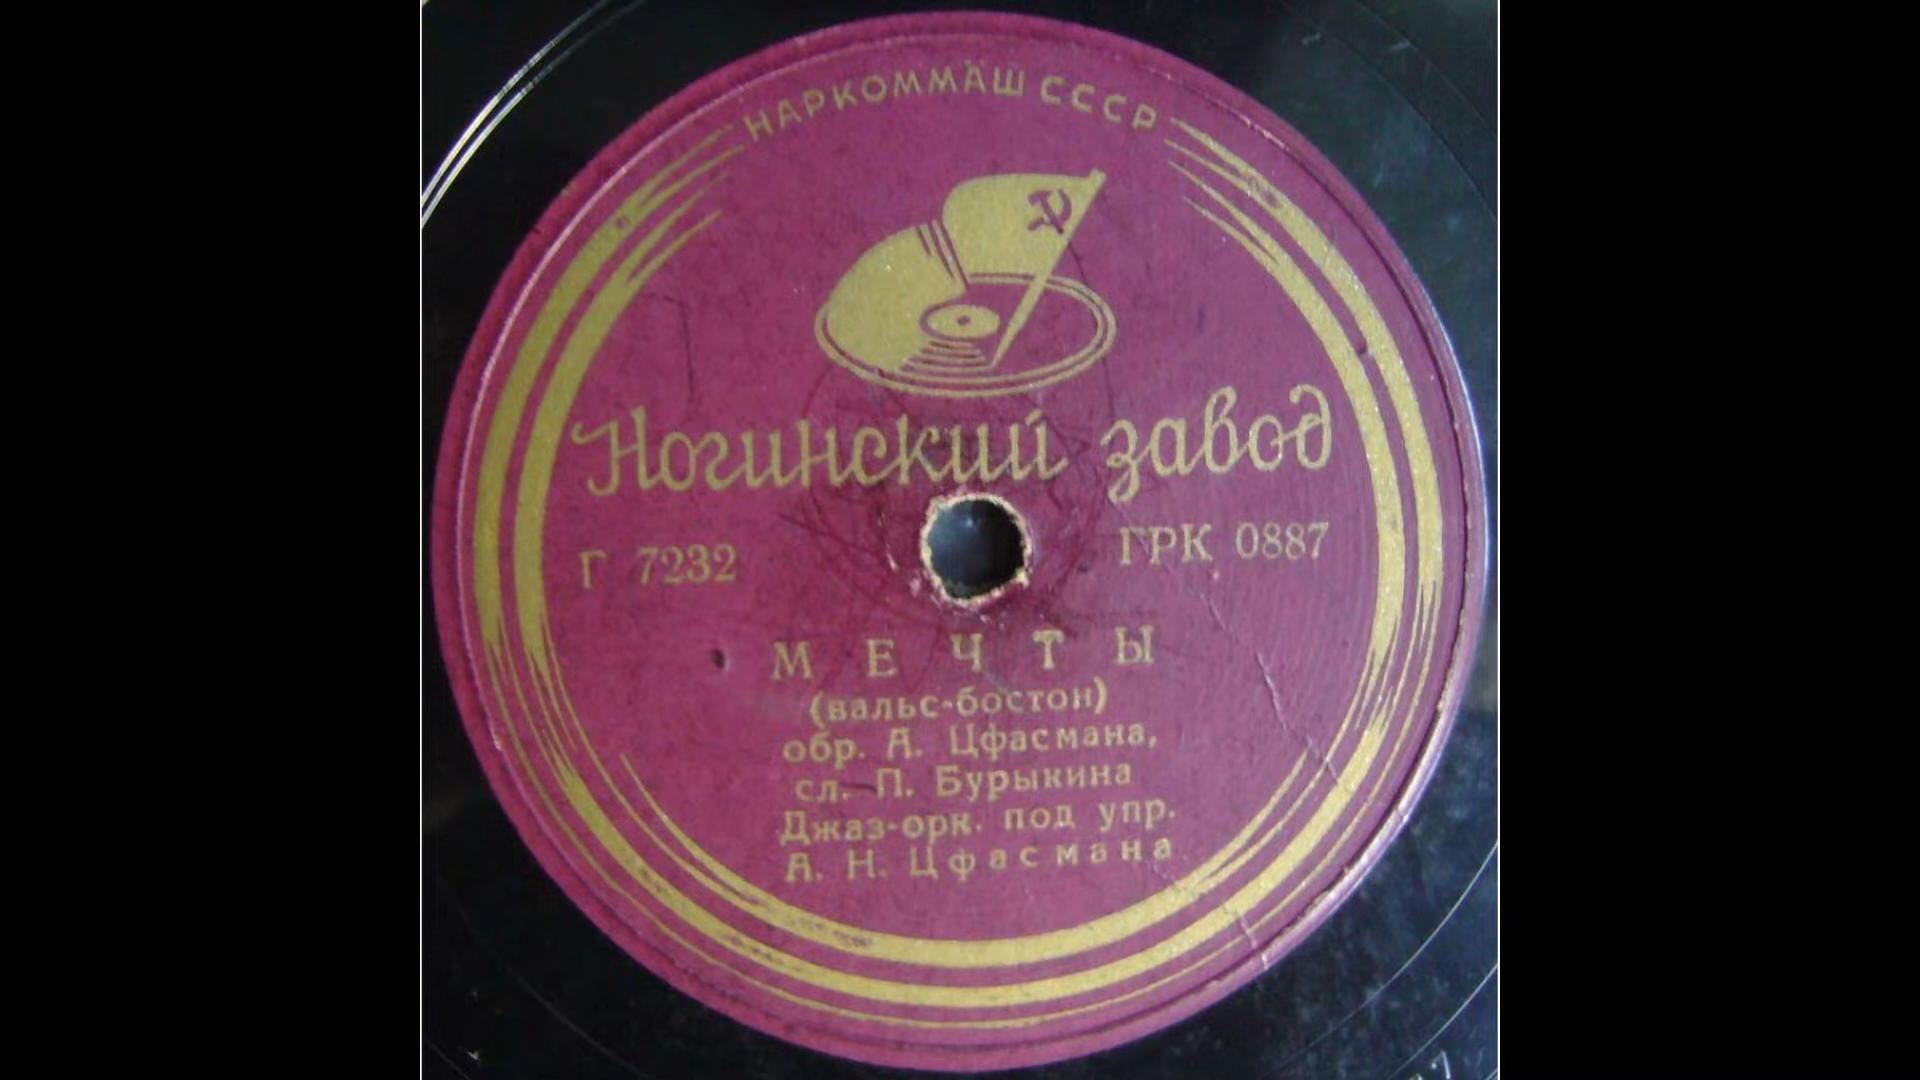 НАРКОММАШ СССР
Ногинский завод
Г 7232
ГРК 0887
МЕЧТЫ
(вальс-бостон)
обр. А. Цфасмана,
сл. П. Бурыкина
Джаз-орк. под упр.
А. Н. Цфасмана